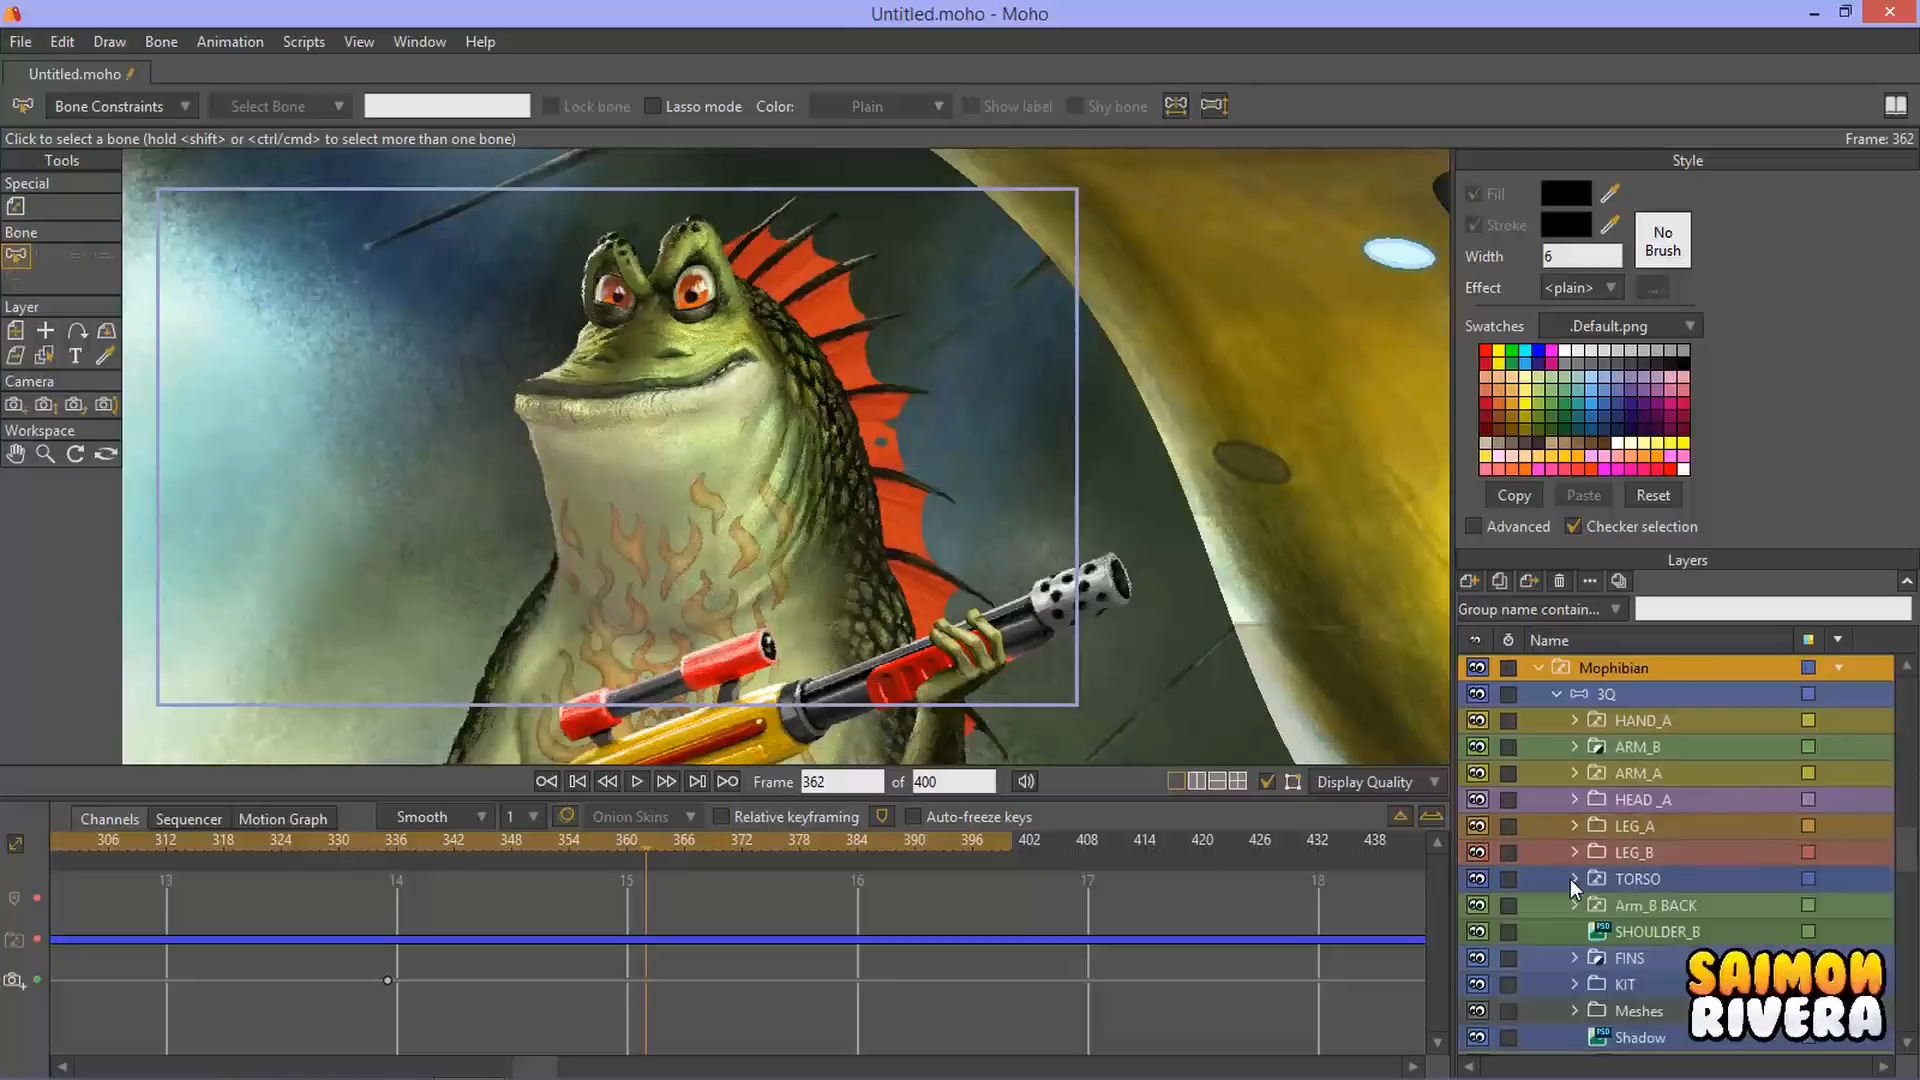 Untitled.moho - Moho
File Edit Draw Bone Animation Scripts View Window Help
Untitled.moho
Bone Constraints Select Bone Lock bone Lasso mode Color: Plain Show label Shy bone
Click to select a bone (hold <shift> or <ctrl/cmd> to select more than one bone) Frame: 362
Tools
Special
Bone
Layer
T
Camera
Workspace
Style
Fill
Stroke
No Brush
Width 6
Effect <plain> ...
Swatches .Default.png
Copy Paste Reset
Advanced Checker selection
Layers
Group name contain...
Name
Mophibian
3Q
HAND_A
ARM_B
ARM_A
HEAD _A
LEG_A
LEG_B
TORSO
Arm_B BACK
PSD SHOULDER_B
FINS
KIT
Meshes
PSD Shadow
SAIMON
RIVERA
Frame 362 of 400 Display Quality
Channels Sequencer Motion Graph Smooth 1 Onion Skins Relative keyframing Auto-freeze keys
306 312 318 324 330 336 342 348 354 360 366 372 378 384 390 396 402 408 414 420 426 432 438
13 14 15 16 17 18